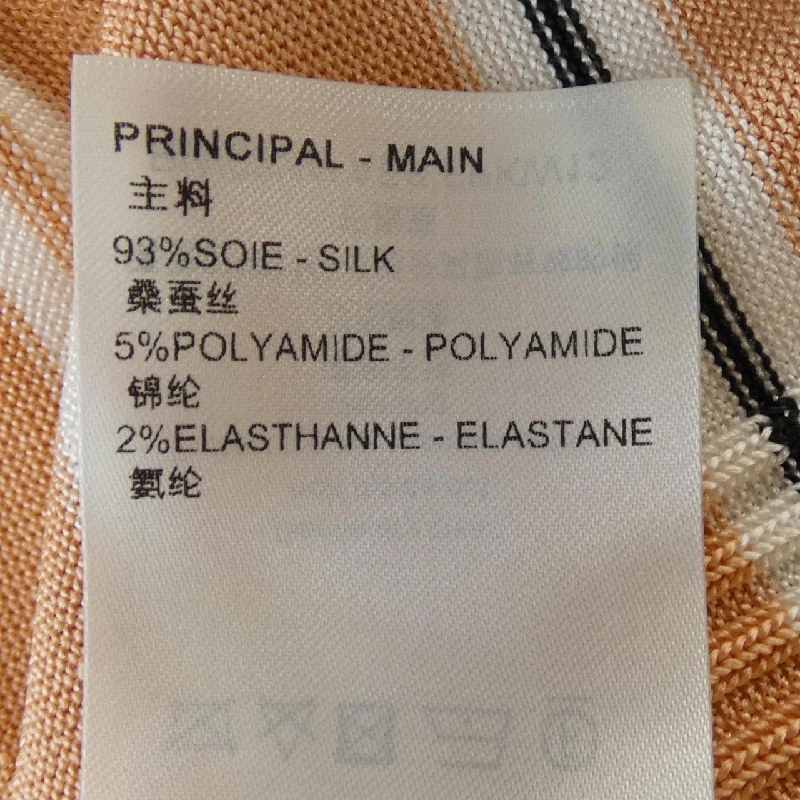 PRINCIPAL - MAIN
主料
93%SOIE - SILK
桑蚕丝
5%POLYAMIDE - POLYAMIDE
锦纶
2%ELASTHANNE - ELASTANE
氨纶